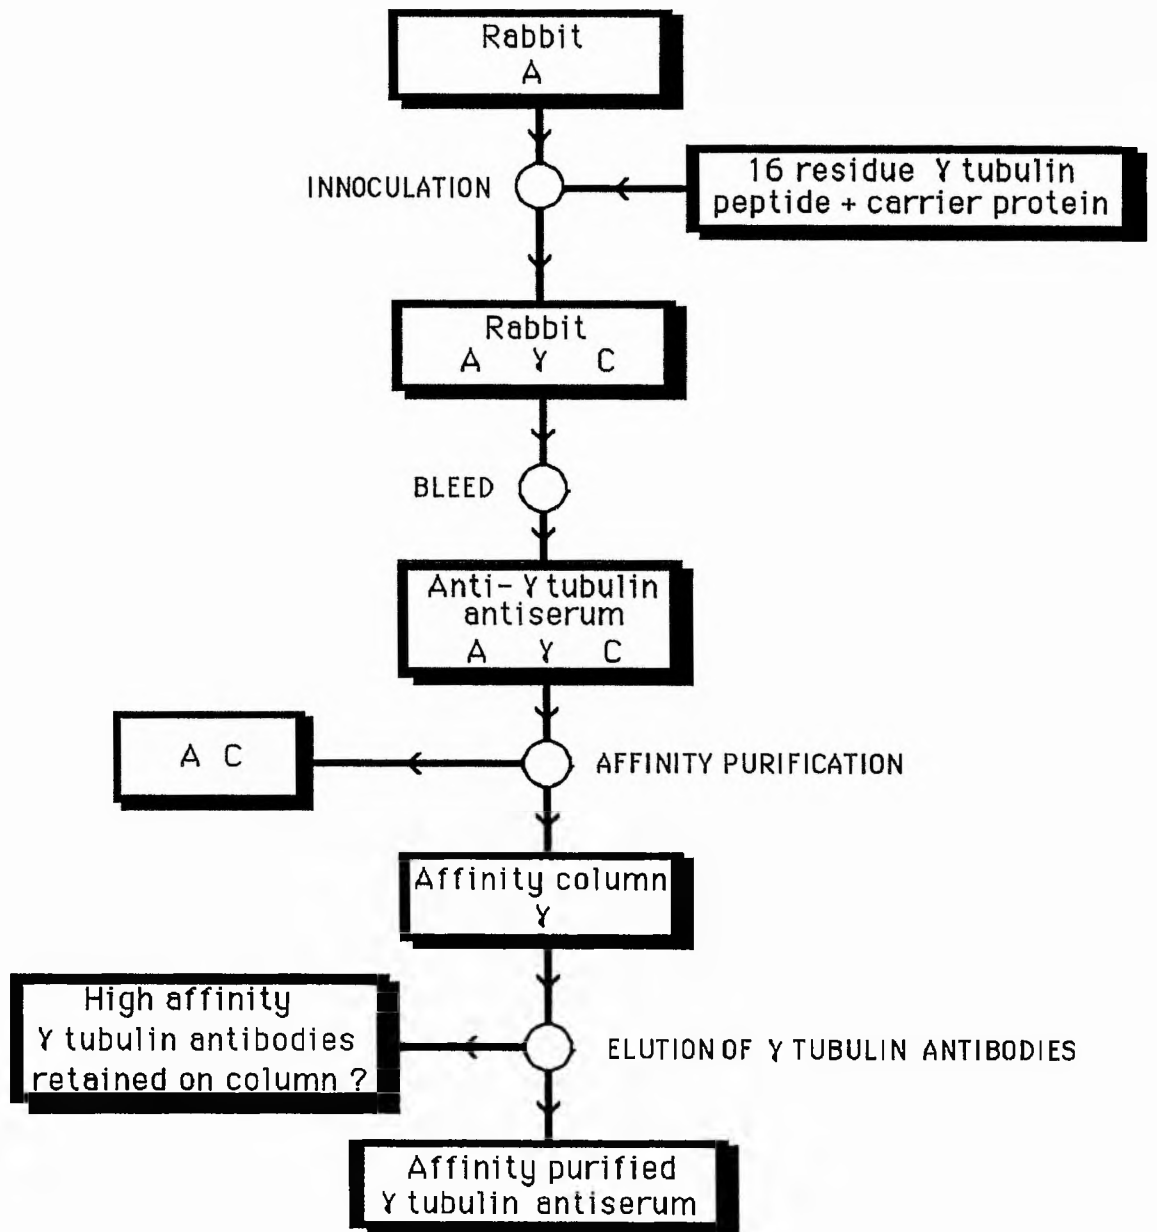 Rabbit
A
INNOCULATION
16 residue γ tubulin
peptide + carrier protein
Rabbit
A γ C
BLEED
Anti-γ tubulin
antiserum
A γ C
A C
AFFINITY PURIFICATION
Affinity column
γ
High affinity
γ tubulin antibodies
retained on column ?
ELUTION OF γ TUBULIN ANTIBODIES
Affinity purified
γ tubulin antiserum